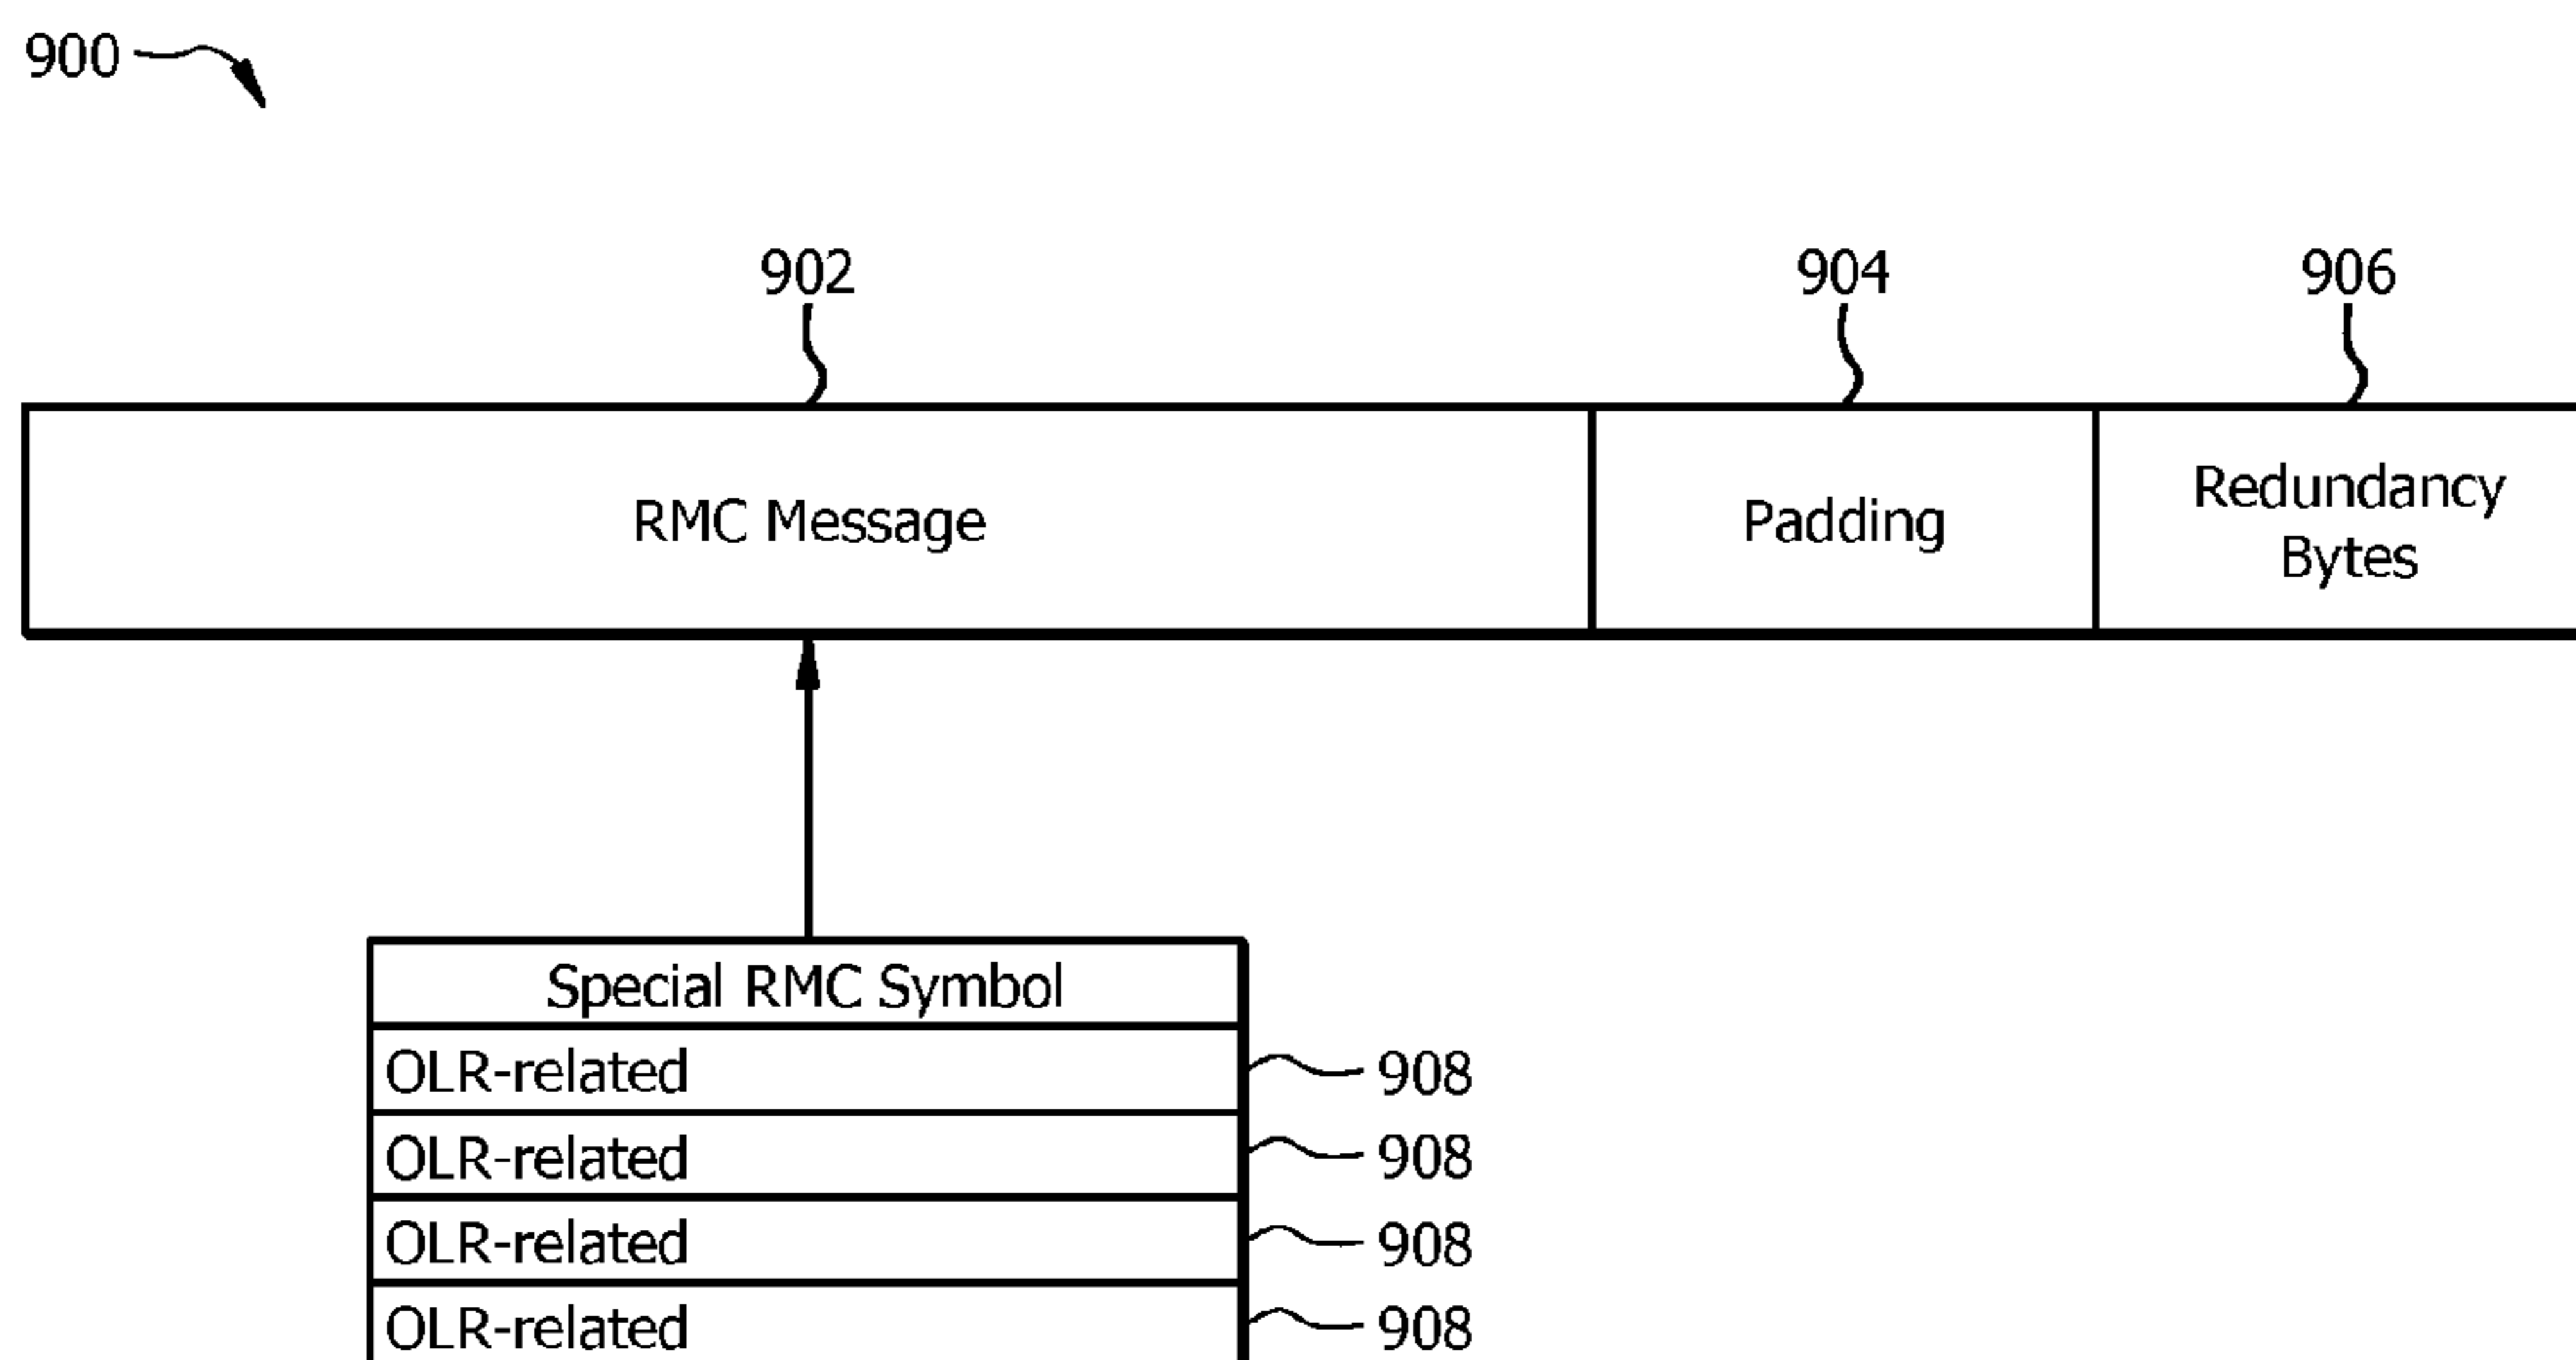 900
902
904
906
RMC Message
Padding
Redundancy
Bytes
Special RMC Symbol
OLR-related
908
OLR-related
908
OLR-related
908
OLR-related
908